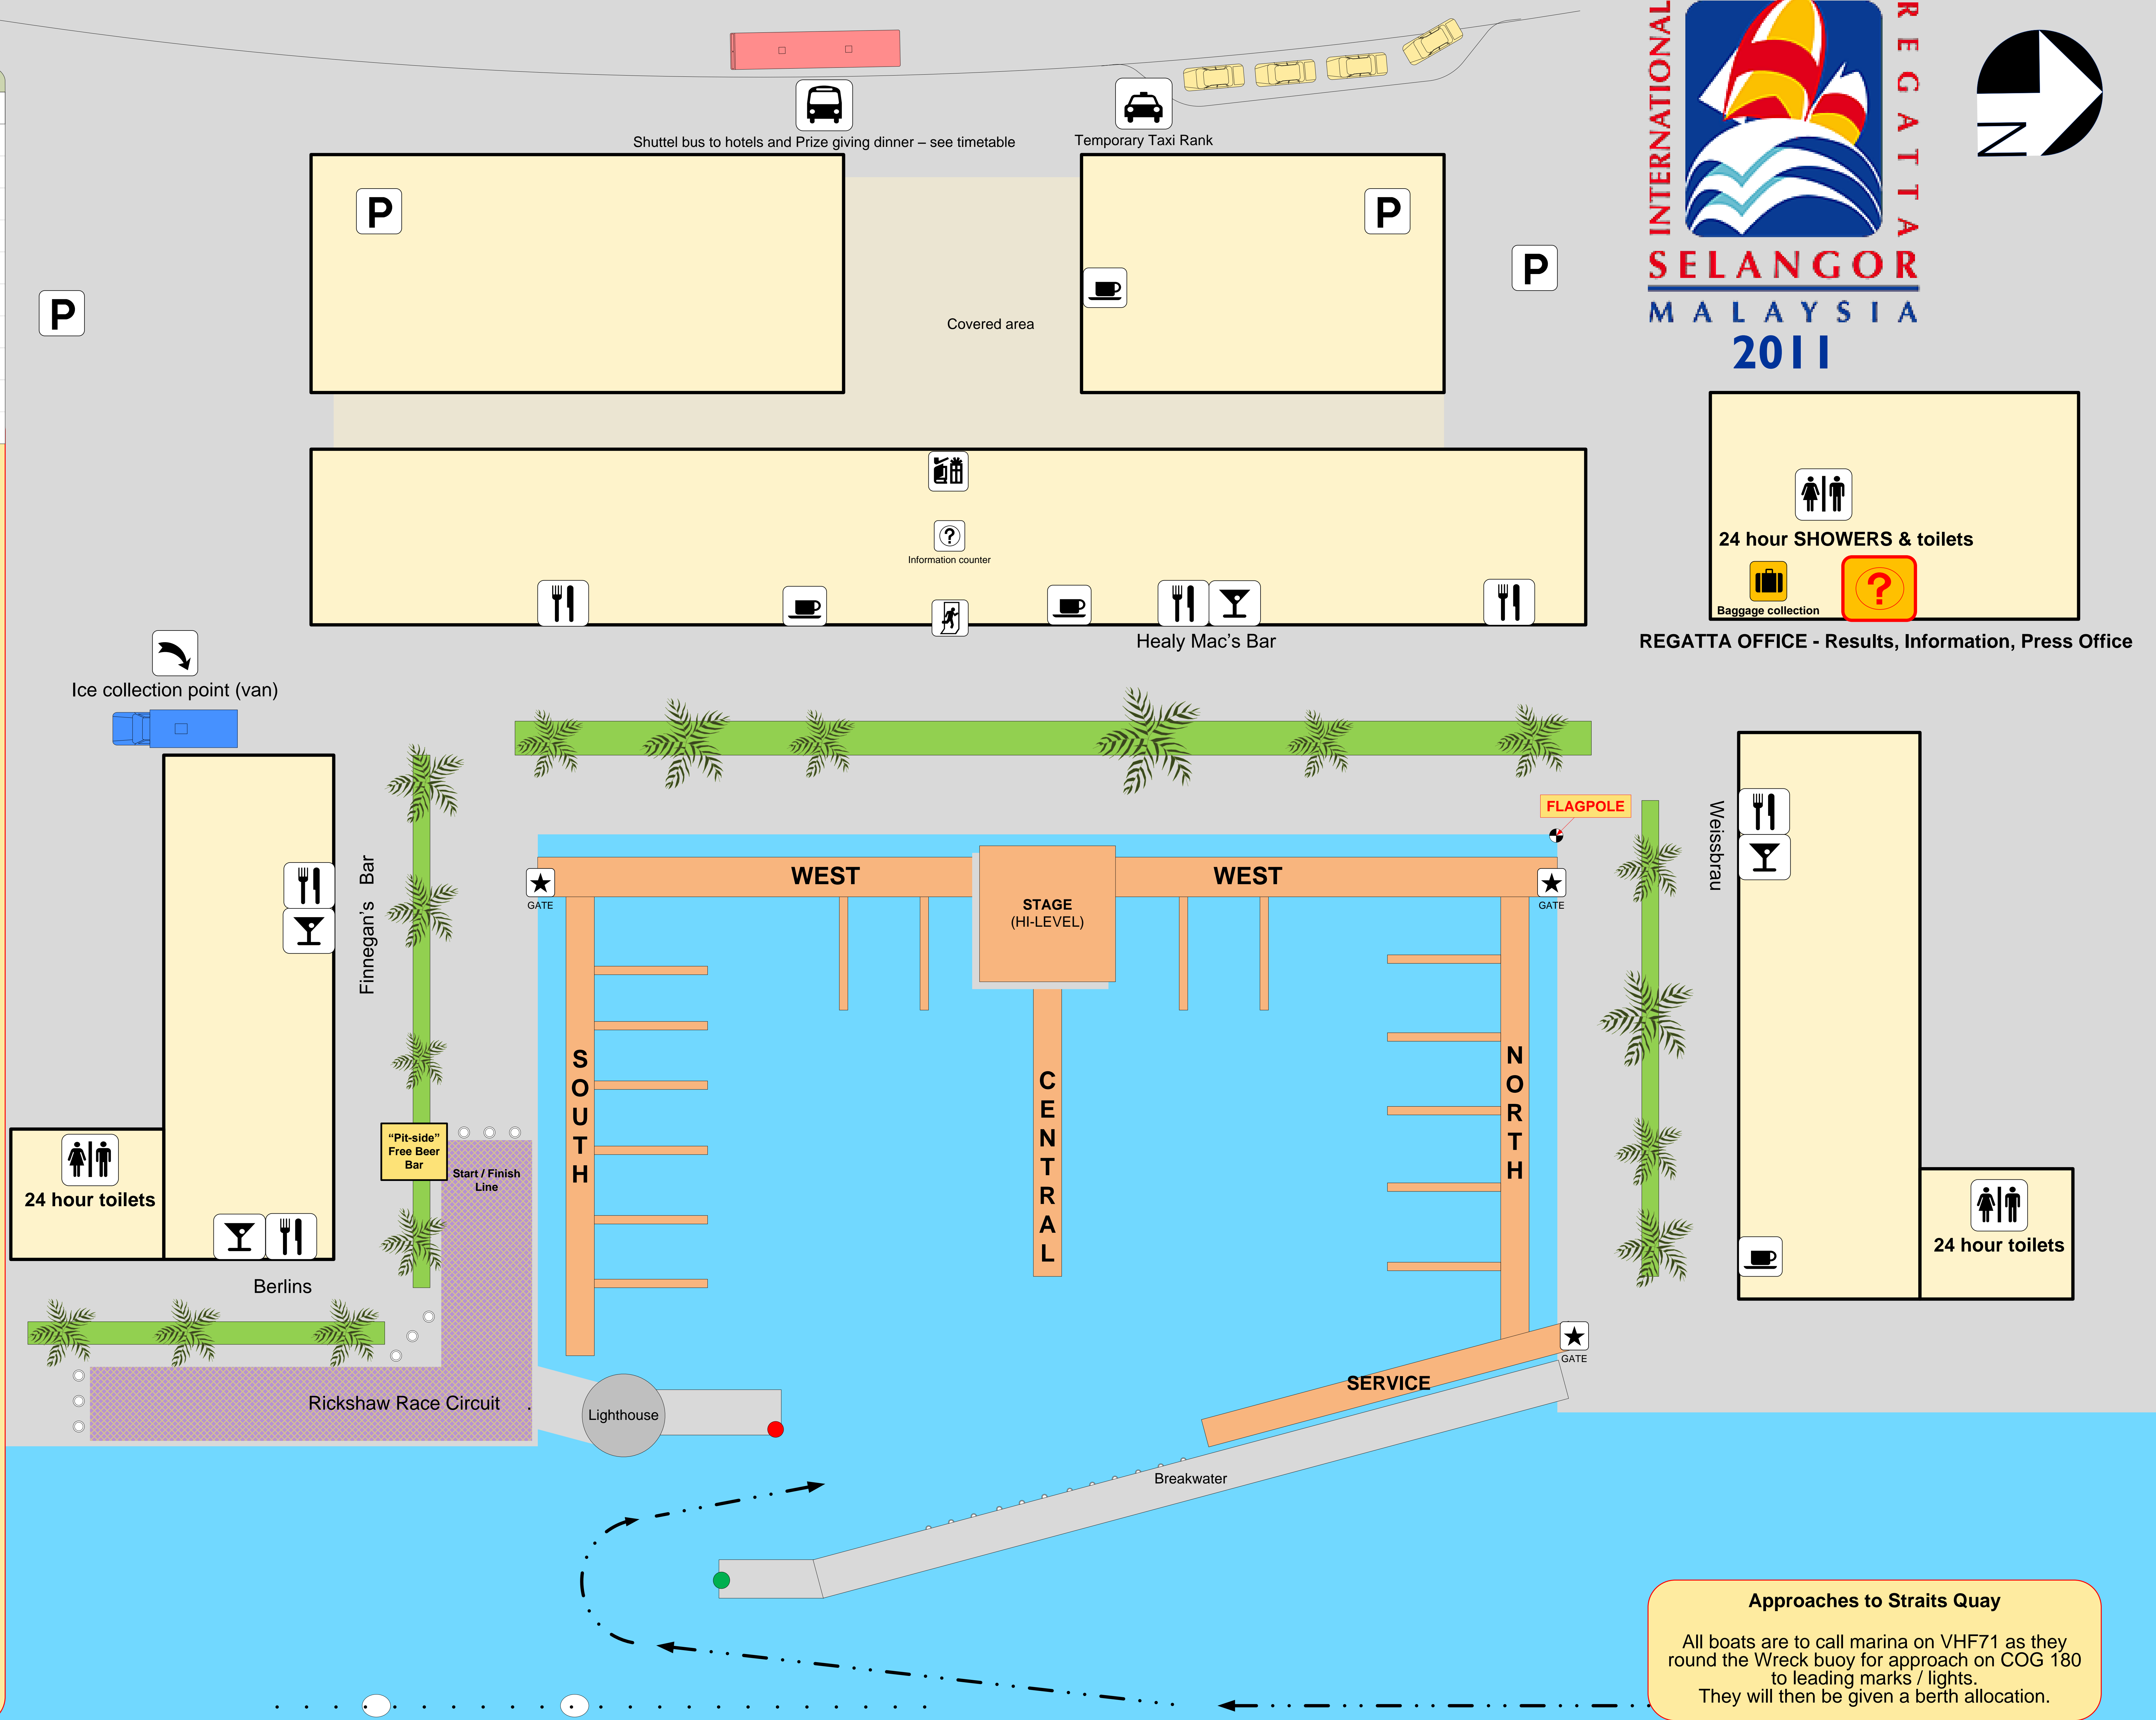 INTERNATIONAL
REGATTA
SELANGOR
MALAYSIA
2011
N
Shuttel bus to hotels and Prize giving dinner – see timetable
Temporary Taxi Rank
P
P
P
P
Covered area
?
Information counter
Healy Mac's Bar
24 hour SHOWERS & toilets
?
Baggage collection
REGATTA OFFICE - Results, Information, Press Office
Ice collection point (van)
FLAGPOLE
Weissbrau
Finnegan's Bar
WEST
WEST
GATE
STAGE
(HI-LEVEL)
GATE
SOUTH
CENTRAL
NORTH
"Pit-side"
Free Beer
Bar
Start / Finish
Line
24 hour toilets
24 hour toilets
Berlins
GATE
SERVICE
Rickshaw Race Circuit .
Lighthouse
Breakwater
Approaches to Straits Quay
All boats are to call marina on VHF71 as they
round the Wreck buoy for approach on COG 180
to leading marks / lights.
They will then be given a berth allocation.